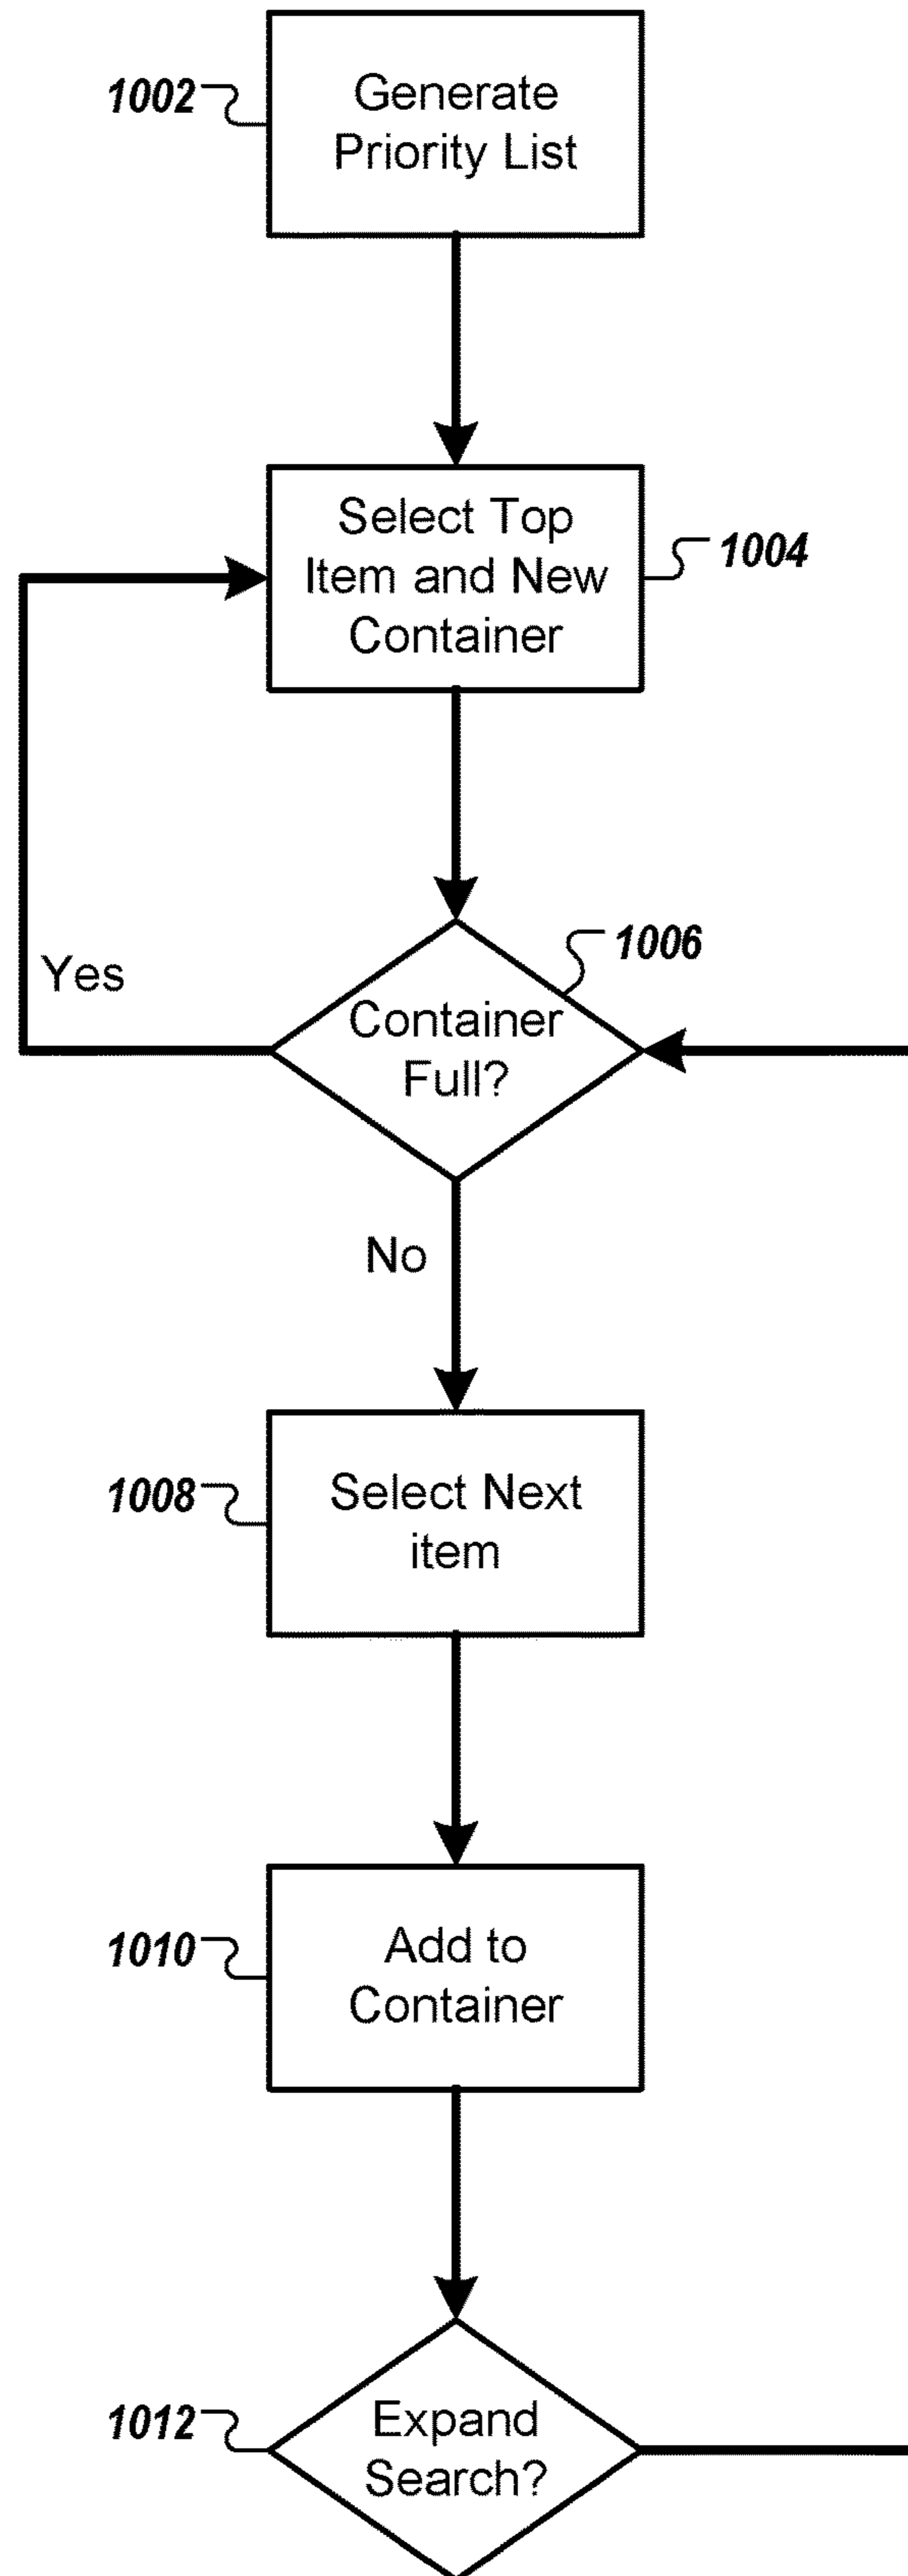 1002
Generate
Priority List
Select Top
Item and New
Container
1004
1006
Yes
Container
Full?
No
1008
Select Next
item
1010
Add to
Container
1012
Expand
Search?